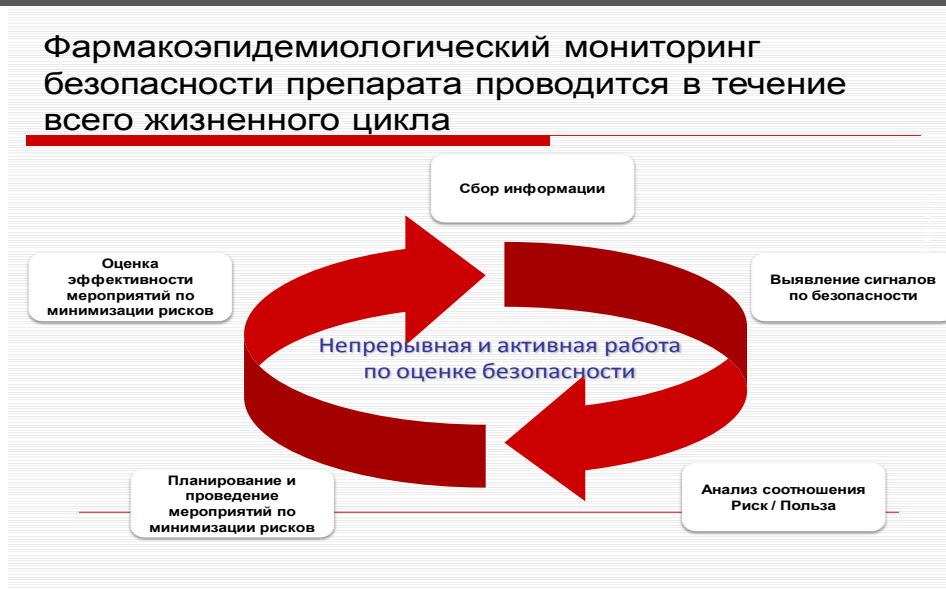 Фармакоэпидемиологический мониторинг
безопасности препарата проводится в течение
всего жизненного цикла
Сбор информации
Оценка
эффективности
мероприятий по
минимизации рисков
Выявление сигналов
по безопасности
Непрерывная и активная работа
по оценке безопасности
Планирование и
проведение
мероприятий по
минимизации рисков
Анализ соотношения
Риск / Польза